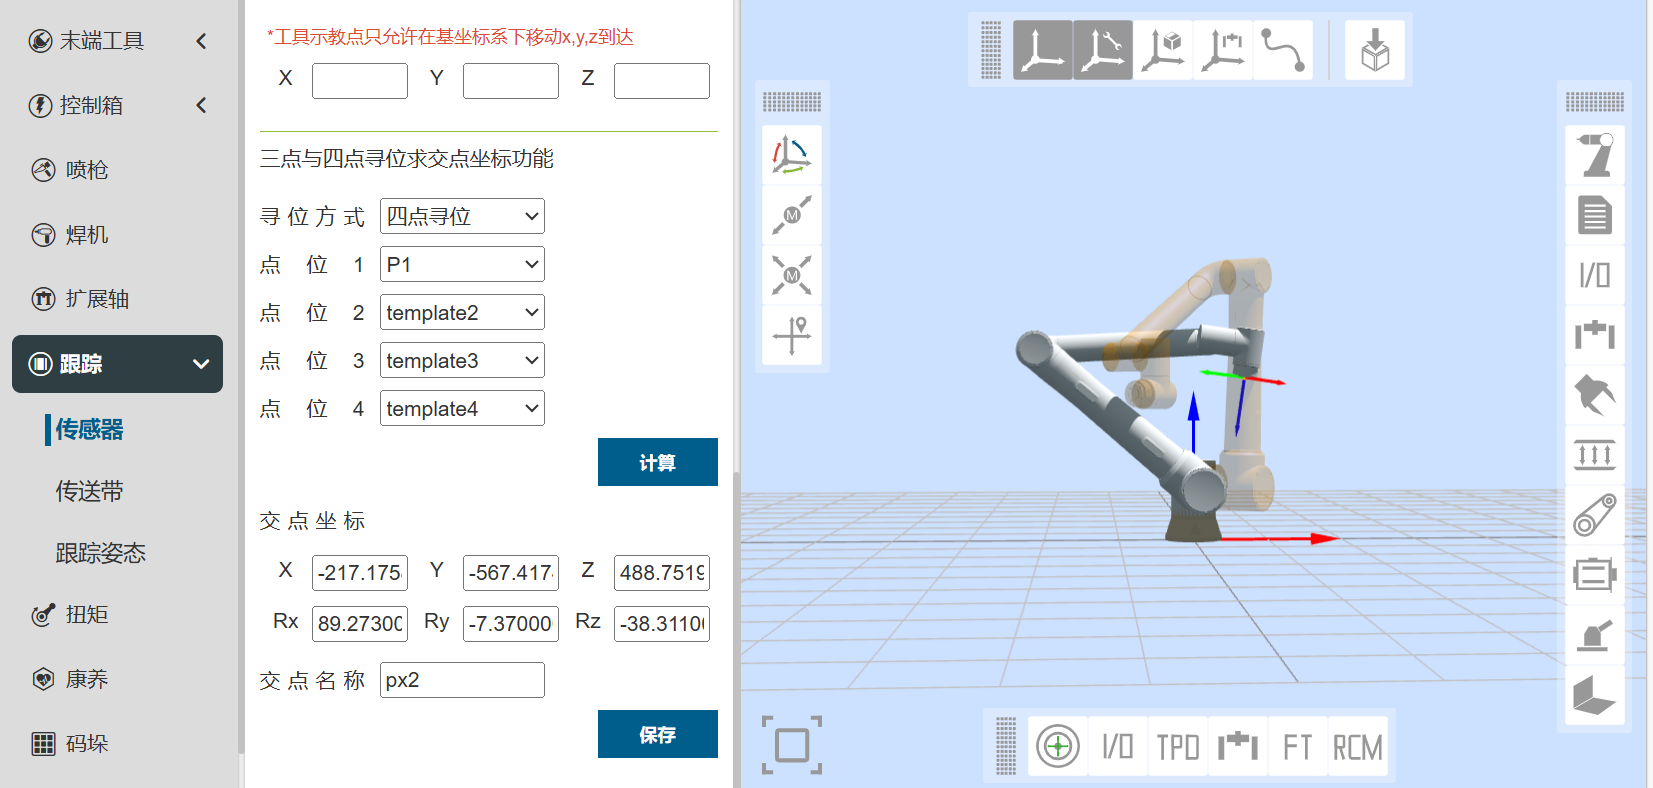 末端工具
控制箱
喷枪
焊机
扩展轴
跟踪
传感器
传送带
跟踪姿态
扭矩
康养
码垛
*工具示教点只允许在基坐标系下移动x,y,z到达
X Y Z
三点与四点寻位求交点坐标功能
寻位方式 四点寻位
点位1 P1
点位2 template2
点位3 template3
点位4 template4
计算
交点坐标
X -217.175 Y -567.417 Z 488.7519
Rx 89.27300 Ry -7.37000 Rz -38.3110
交点名称 px2
保存
M
M
I/O
I/O TPD FT RCM